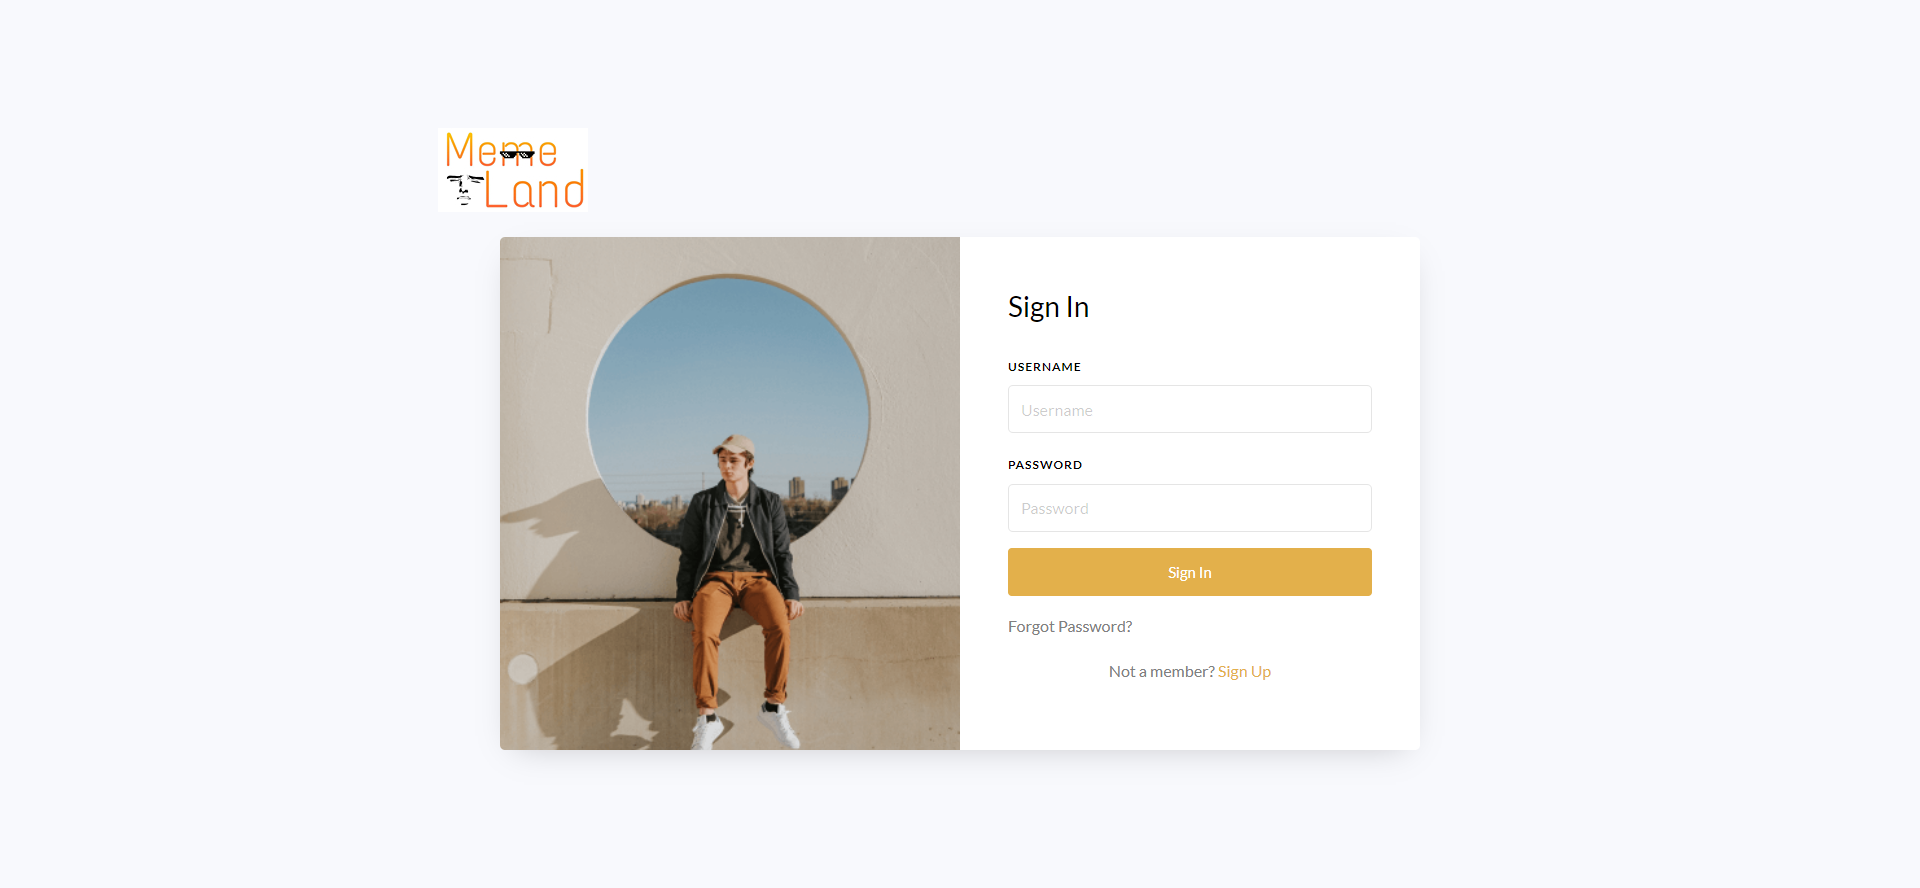 Meme
Land
Sign In
USERNAME
Username
PASSWORD
Password
Sign In
Forgot Password?
Not a member? Sign Up